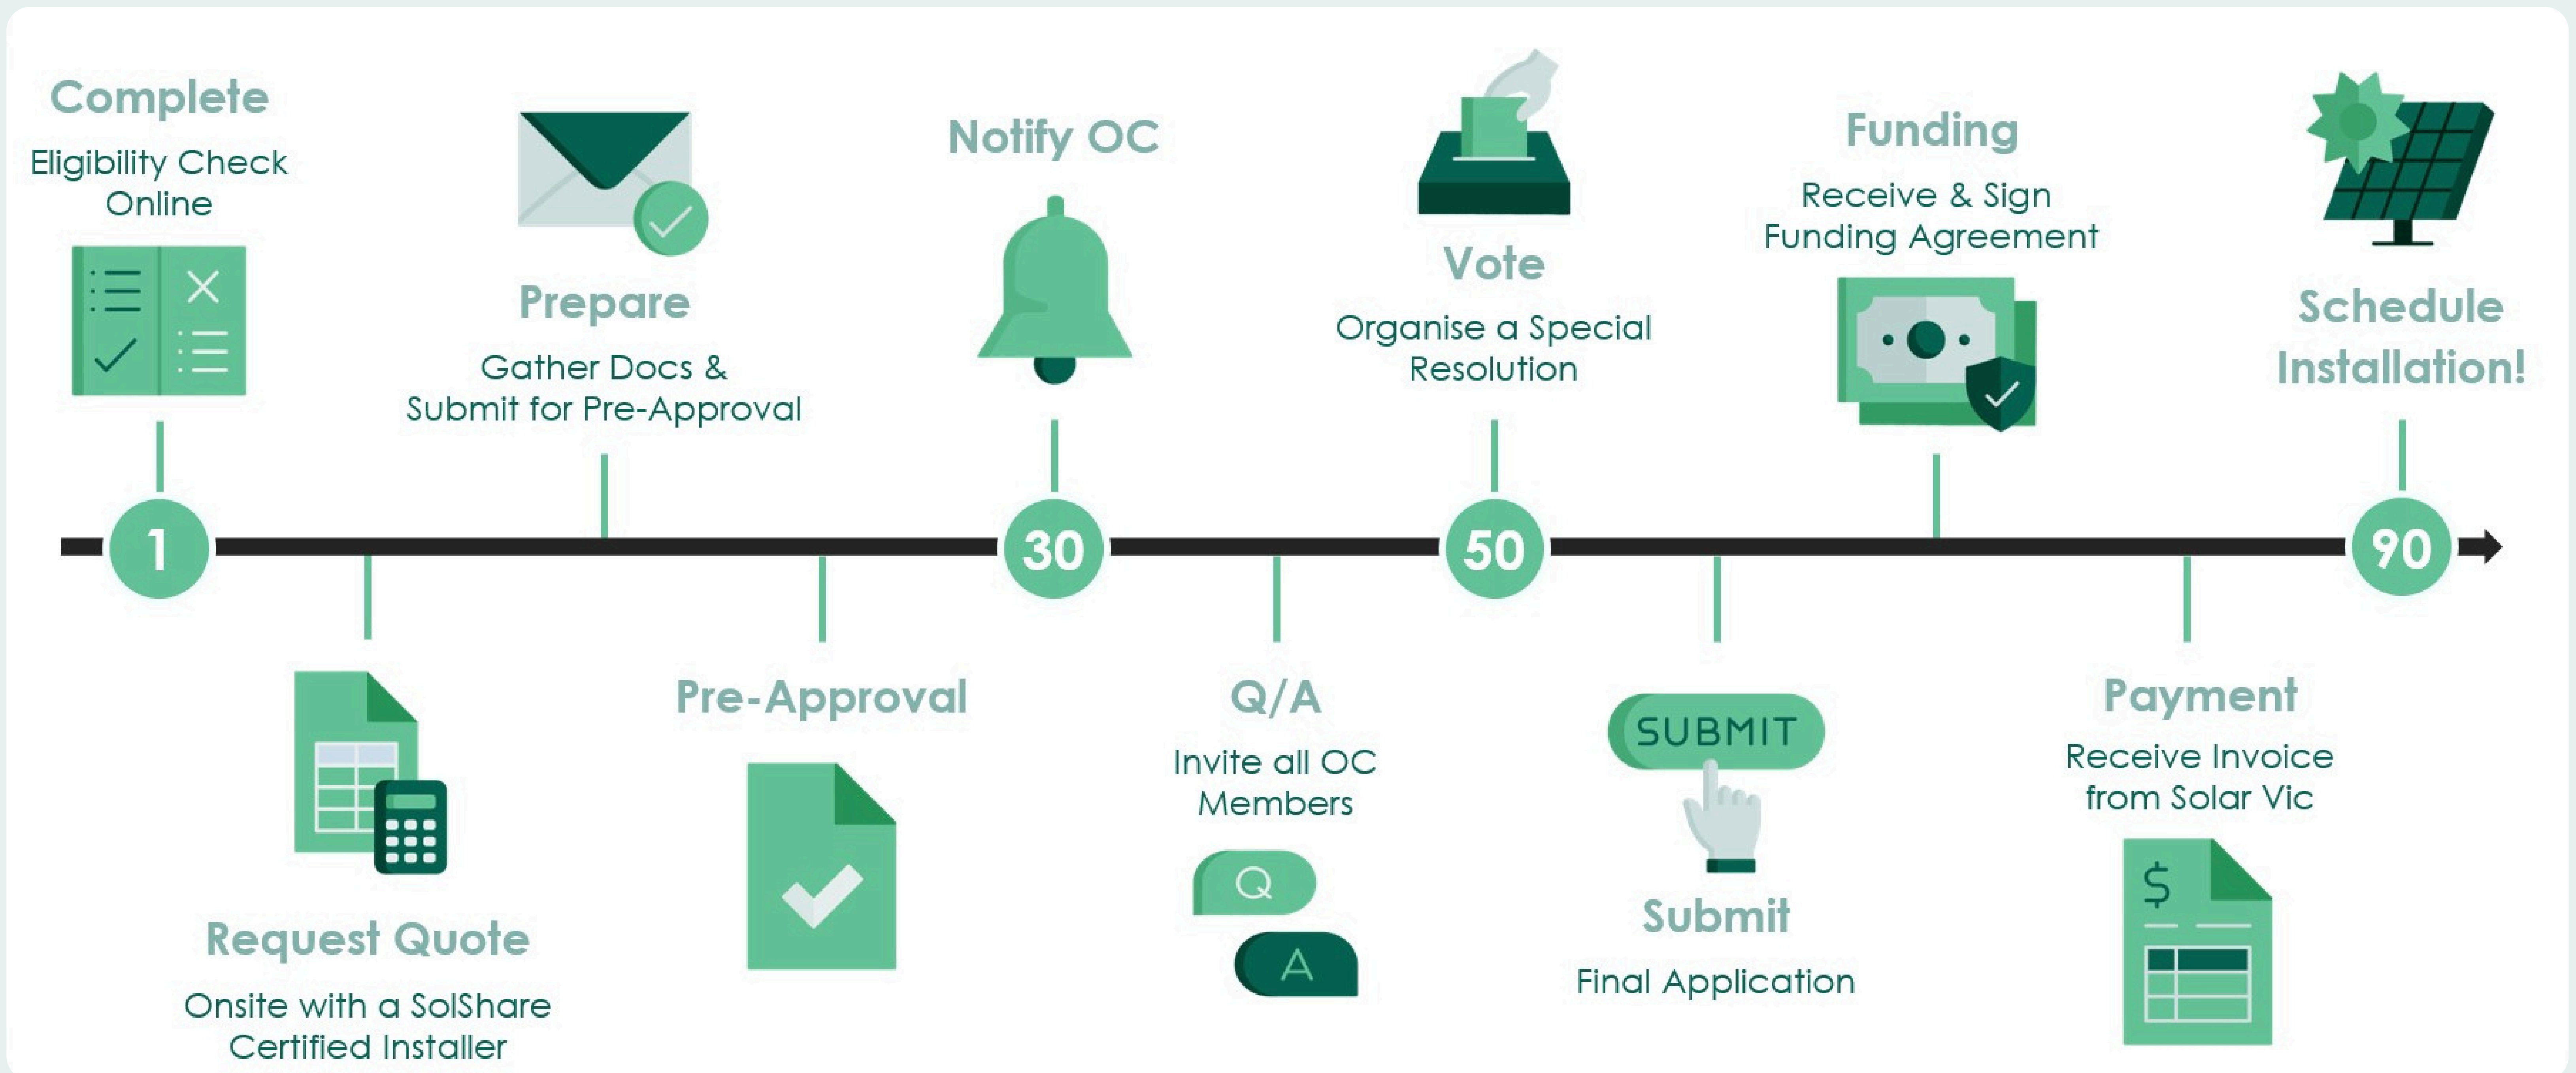 Complete
Eligibility Check
Online
1
Request Quote
Onsite with a SolShare
Certified Installer
Prepare
Gather Docs &
Submit for Pre-Approval
Pre-Approval
Notify OC
30
Q/A
Invite all OC
Members
Q
A
Vote
Organise a Special
Resolution
50
SUBMIT
Submit
Final Application
Funding
Receive & Sign
Funding Agreement
Payment
Receive Invoice
from Solar Vic
$
Schedule
Installation!
90